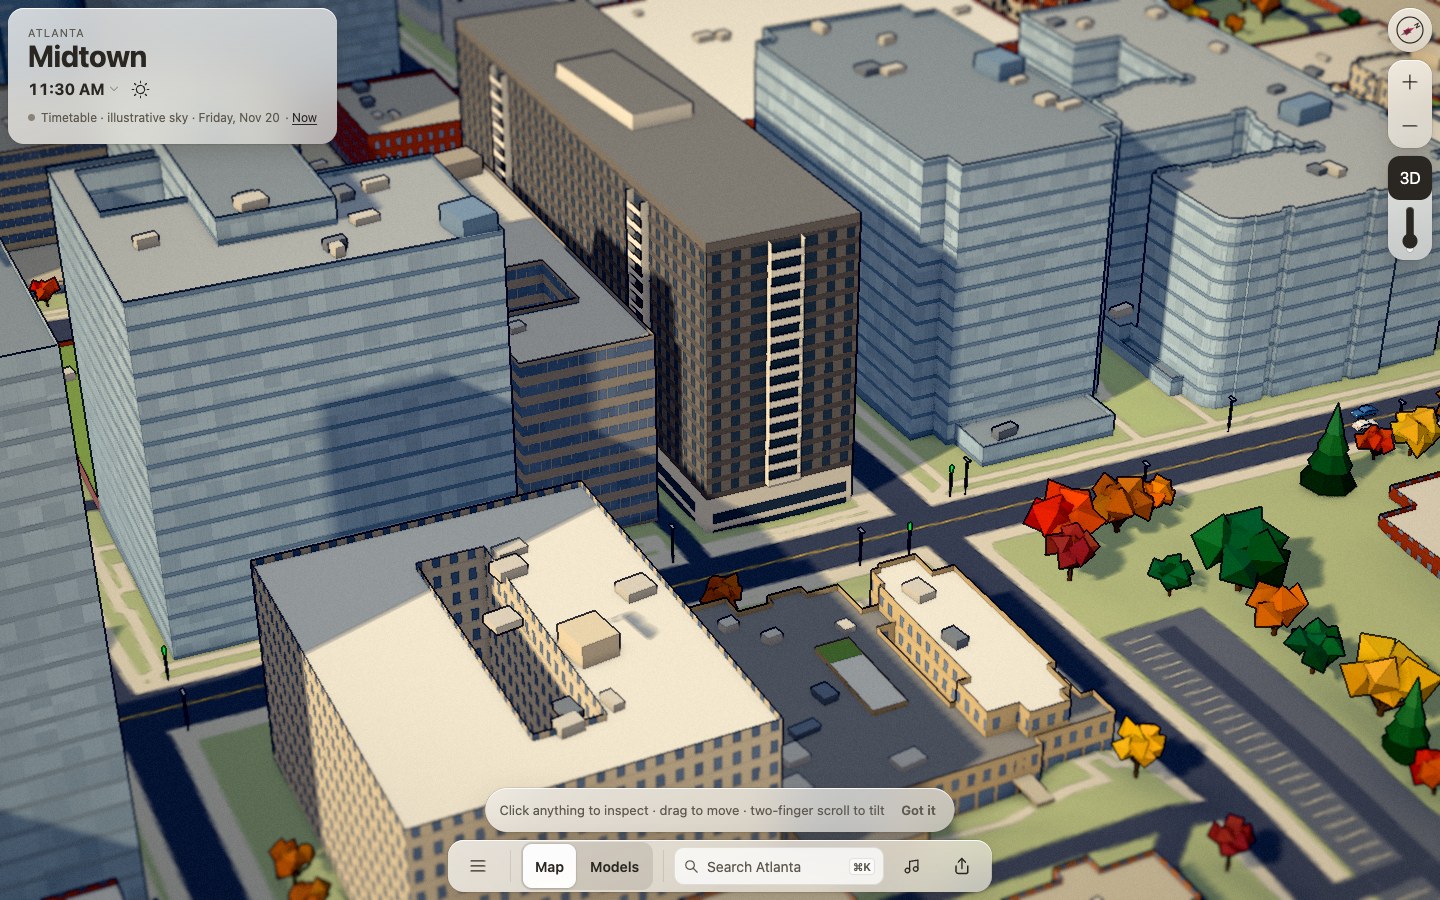 ATLANTA
Midtown
11:30 AM
Timetable · illustrative sky · Friday, Nov 20 · Now
N
+
−
3D
Click anything to inspect · drag to move · two-finger scroll to tilt Got it
Map Models Search Atlanta ⌘K